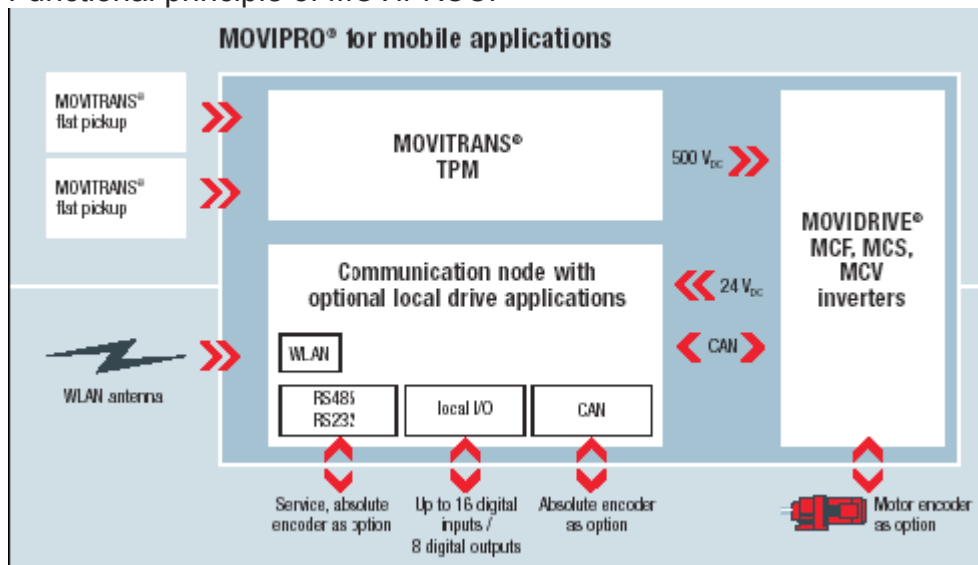 MOVIPRO® for mobile applications
MOVITRANS®
flat pickup
MOVITRANS®
flat pickup
MOVITRANS®
TPM
500 VDC
MOVIDRIVE®
MCF, MCS,
MCV
inverters
Communication node with
optional local drive applications
24 VDC
CAN
WLAN
WLAN antenna
RS485
RS232
local I/O
CAN
Service, absolute
encoder as option
Up to 16 digital
inputs /
8 digital outputs
Absolute encoder
as option
Motor encoder
as option